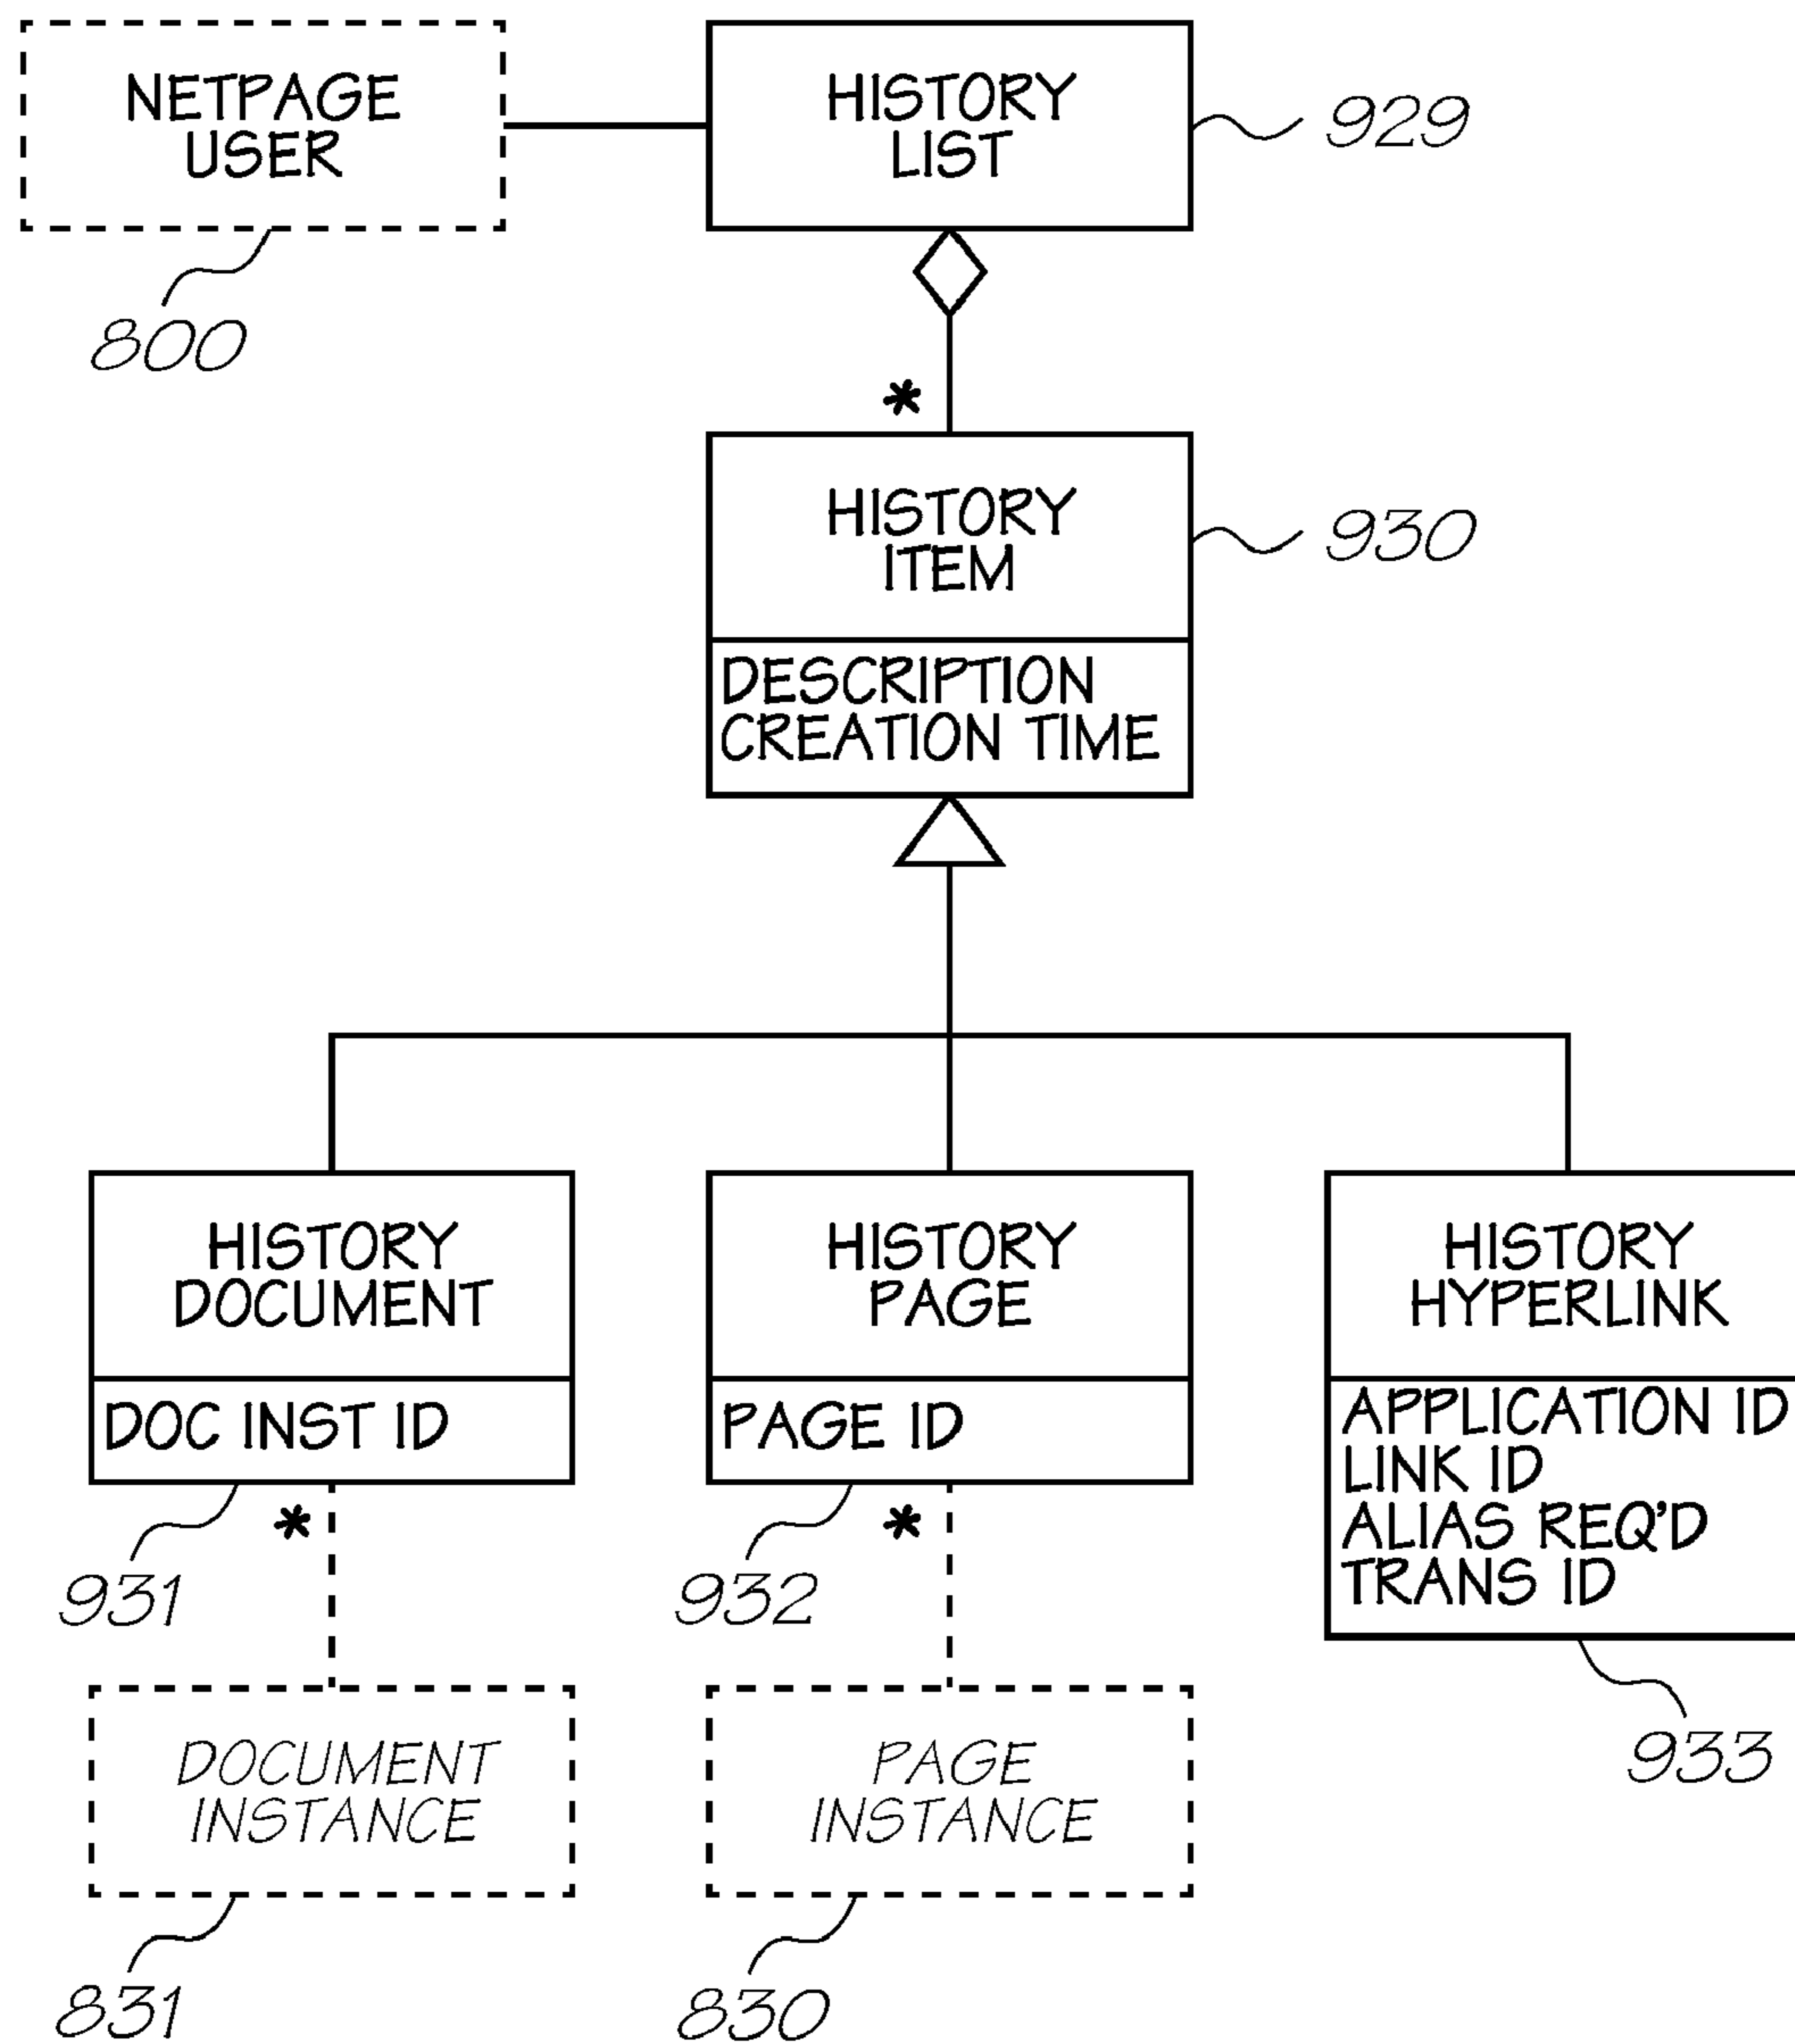 NETPAGE
USER
HISTORY
LIST
929
800
*
HISTORY
ITEM
930
DESCRIPTION
CREATION TIME
HISTORY
DOCUMENT
HISTORY
PAGE
HISTORY
HYPERLINK
DOC INST ID
PAGE ID
APPLICATION ID
LINK ID
ALIAS REQ'D
TRANS ID
*
*
931
932
933
DOCUMENT
INSTANCE
PAGE
INSTANCE
831
830